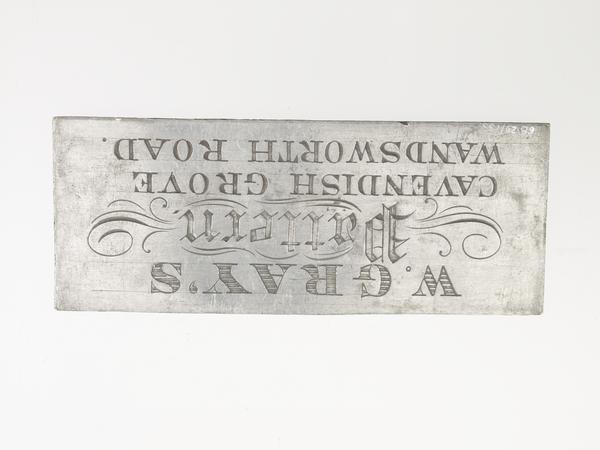 W. GRAY'S
Pattern.
CAVENDISH GROVE
WANDSWORTH ROAD.